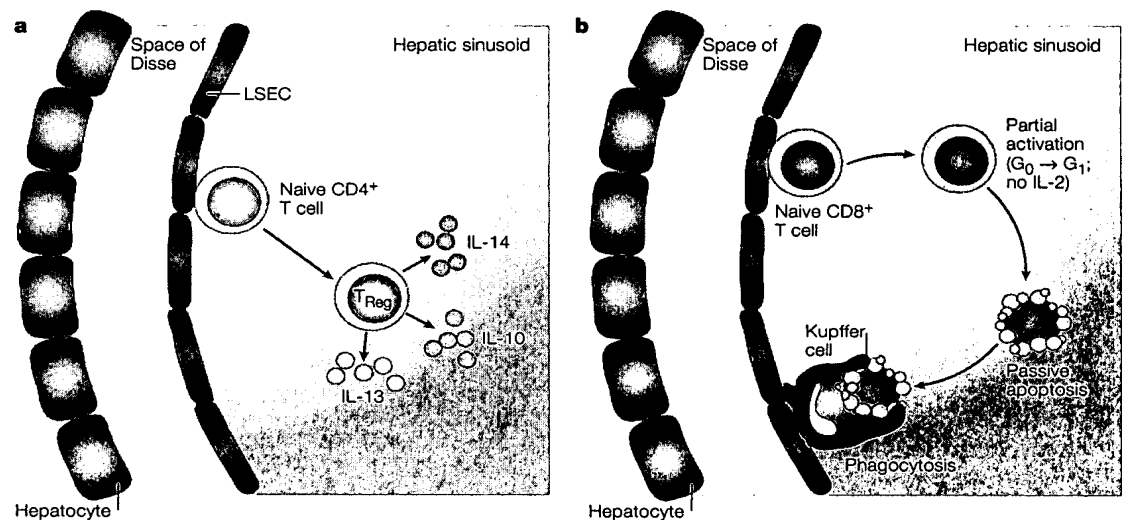 a
Space of
Disse
Hepatic sinusoid
LSEC
Naive CD4+
T cell
IL-14
TReg
IL-10
IL-13
Hepatocyte
b
Space of
Disse
Hepatic sinusoid
Partial
activation
(G0 → G1;
no IL-2)
Naive CD8+
T cell
Kupffer
cell
Passive
apoptosis
Phagocytosis
Hepatocyte